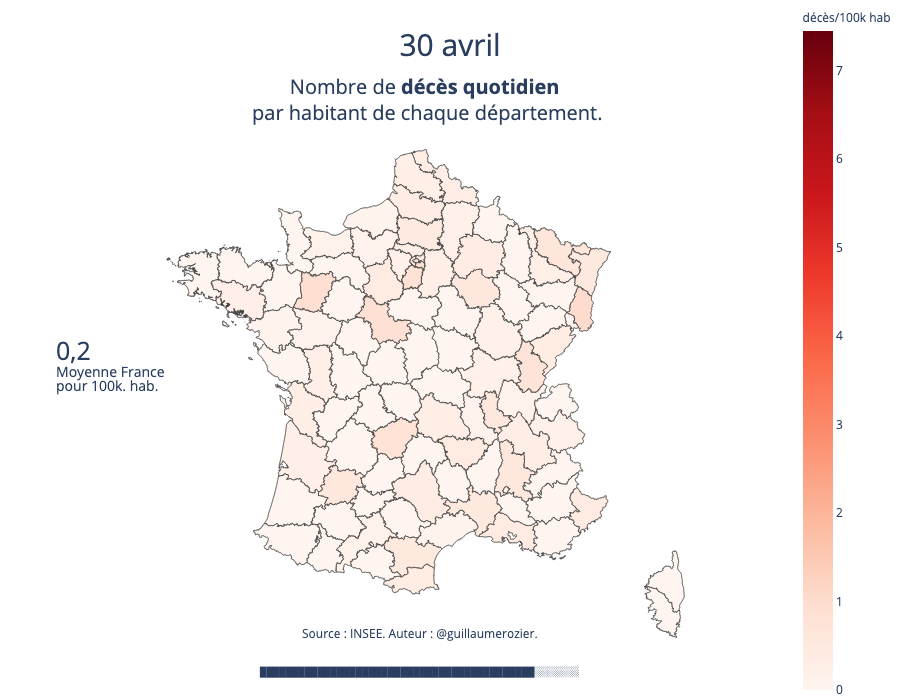 décès/100k hab
30 avril
Nombre de décès quotidien
par habitant de chaque département.
7
6
5
4
3
2
1
0
0,2
Moyenne France
pour 100k. hab.
Source : INSEE. Auteur : @guillaumerozier.